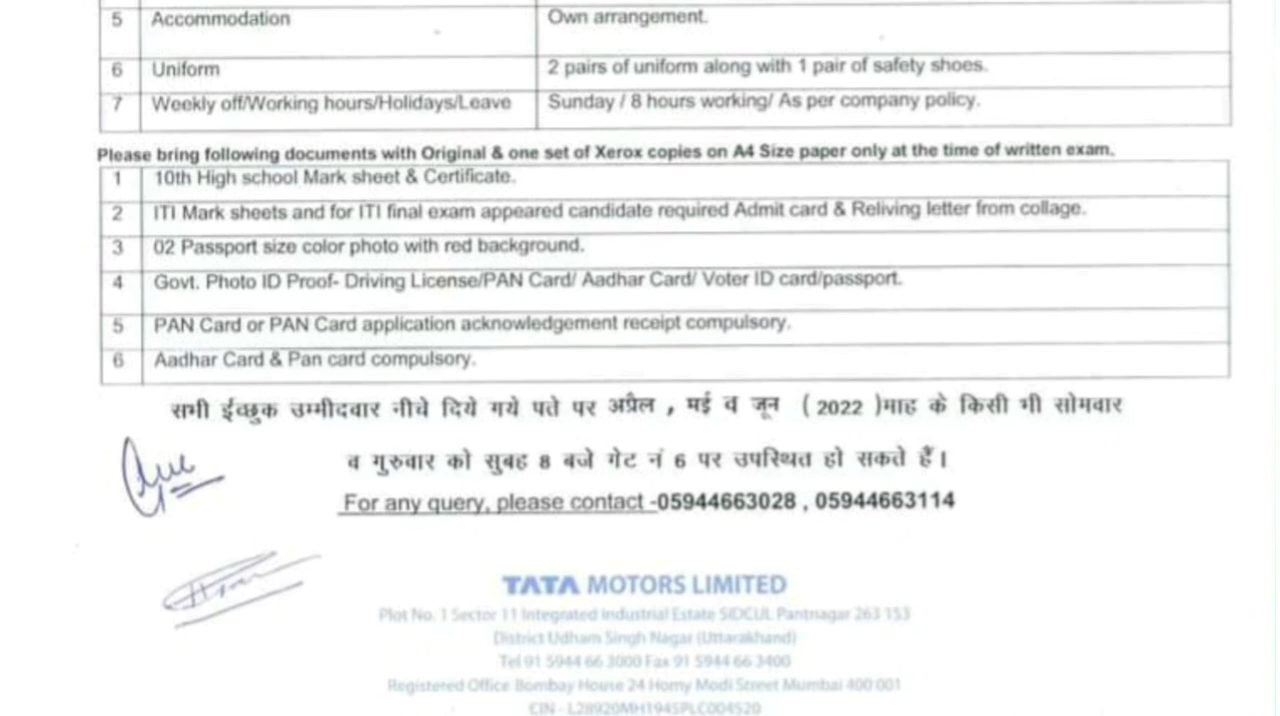 5 Accommodation Own arrangement.
6 Uniform 2 pairs of uniform along with 1 pair of safety shoes.
7 Weekly off/Working hours/Holidays/Leave Sunday / 8 hours working/ As per company policy.
Please bring following documents with Original & one set of Xerox copies on A4 Size paper only at the time of written exam.
1 10th High school Mark sheet & Certificate.
2 ITI Mark sheets and for ITI final exam appeared candidate required Admit card & Reliving letter from collage.
3 02 Passport size color photo with red background.
4 Govt. Photo ID Proof- Driving License/PAN Card/ Aadhar Card/ Voter ID card/passport.
5 PAN Card or PAN Card application acknowledgement receipt compulsory.
6 Aadhar Card & Pan card compulsory.
सभी ईच्छुक उम्मीदवार नीचे दिये गये पते पर अप्रैल , मई व जून ( 2022 )माह के किसी भी सोमवार
व गुरुवार को सुबह 8 बजे गेट नं 6 पर उपस्थित हो सकते हैं।
For any query, please contact -05944663028 , 05944663114
TATA MOTORS LIMITED
Plot No. 1 Sector 11 Integrated Industrial Estate SIDCUL Pantnagar 263 153
District Udham Singh Nagar (Uttarakhand)
Tel 91 5944 66 3000 Fax 91 5944 66 3400
Registered Office Bombay House 24 Homy Modi Street Mumbai 400 001
CIN - L28920MH1945PLC004520